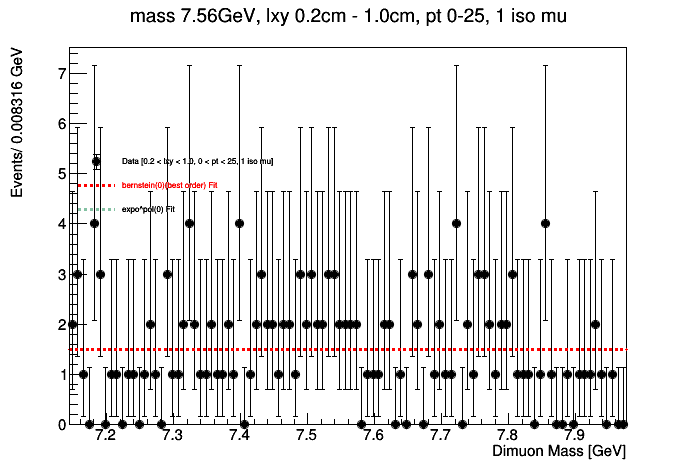 mass 7.56GeV, lxy 0.2cm - 1.0cm, pt 0-25, 1 iso mu
Events/ 0.008316 GeV
7
6
5
4
3
2
1
0
Data [0.2 < lxy < 1.0, 0 < pt < 25, 1 iso mu]
bernstein(0)(best order) Fit
expo*pol(0) Fit
7.2 7.3 7.4 7.5 7.6 7.7 7.8 7.9
Dimuon Mass [GeV]